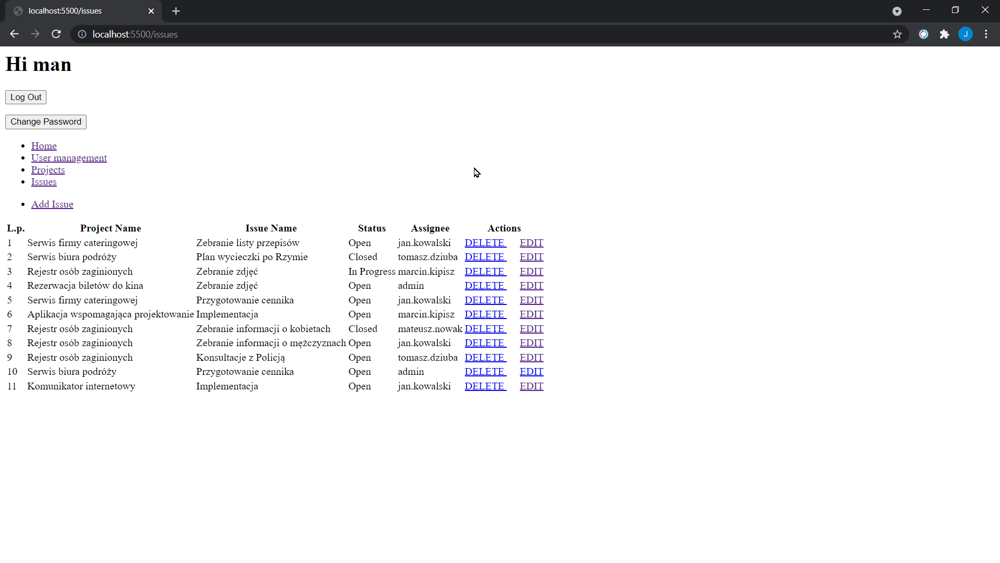 localhost:5500/issues
localhost:5500/issues
J
Hi man
Log Out
Change Password
Home
User management
Projects
Issues
Add Issue
L.p. Project Name Issue Name Status Assignee Actions
1 Serwis firmy cateringowej Zebranie listy przepisów Open jan.kowalski DELETE EDIT
2 Serwis biura podróży Plan wycieczki po Rzymie Closed tomasz.dziuba DELETE EDIT
3 Rejestr osób zaginionych Zebranie zdjęć In Progress marcin.kipisz DELETE EDIT
4 Rezerwacja biletów do kina Zebranie zdjęć Open admin DELETE EDIT
5 Serwis firmy cateringowej Przygotowanie cennika Open jan.kowalski DELETE EDIT
6 Aplikacja wspomagająca projektowanie Implementacja Open marcin.kipisz DELETE EDIT
7 Rejestr osób zaginionych Zebranie informacji o kobietach Closed mateusz.nowak DELETE EDIT
8 Rejestr osób zaginionych Zebranie informacji o mężczyznach Open jan.kowalski DELETE EDIT
9 Rejestr osób zaginionych Konsultacje z Policją Open tomasz.dziuba DELETE EDIT
10 Serwis biura podróży Przygotowanie cennika Open admin DELETE EDIT
11 Komunikator internetowy Implementacja Open jan.kowalski DELETE EDIT